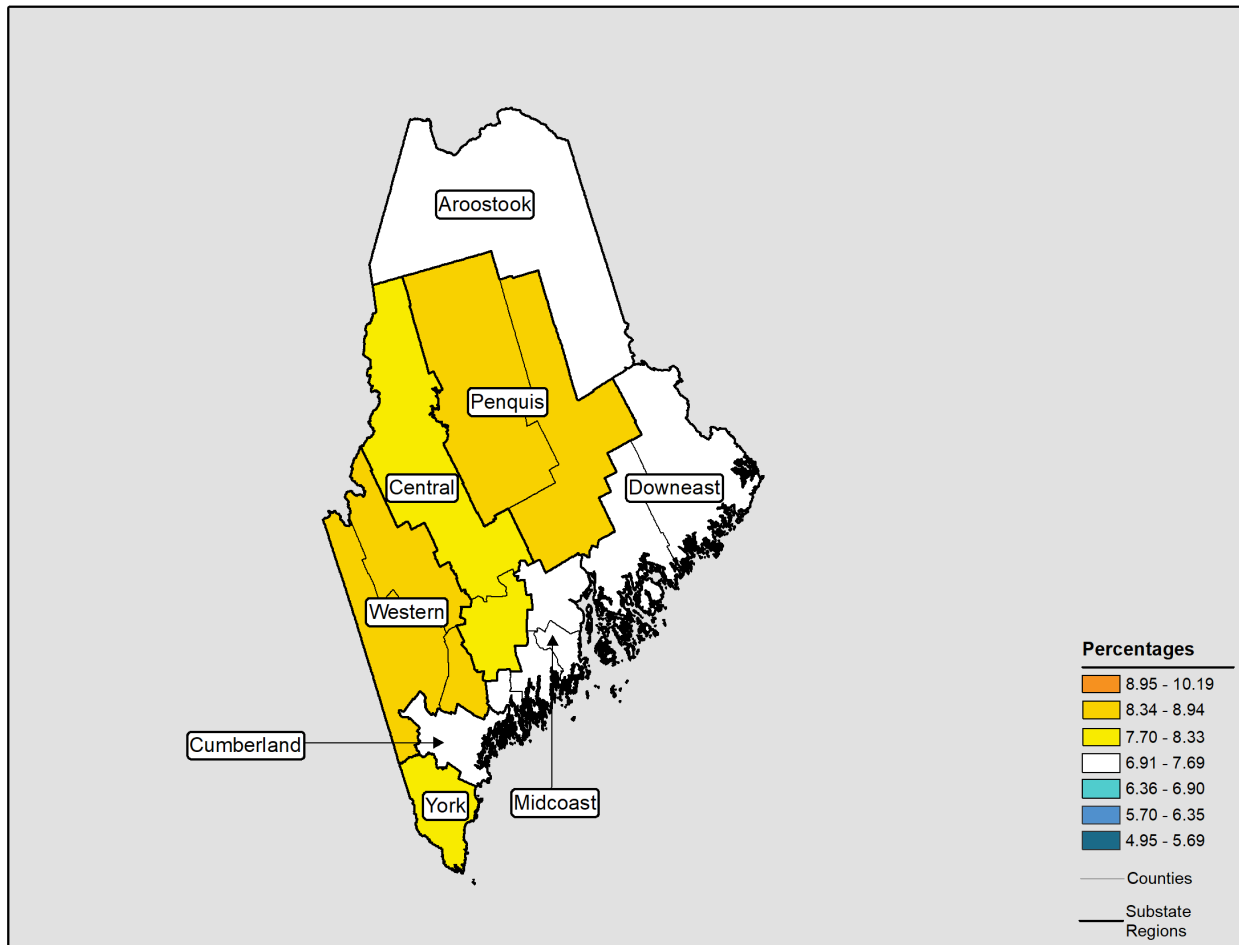 Aroostook
Penquis
Central
Downeast
Western
Cumberland
Midcoast
York
Percentages
8.95 - 10.19
8.34 - 8.94
7.70 - 8.33
6.91 - 7.69
6.36 - 6.90
5.70 - 6.35
4.95 - 5.69
Counties
Substate
Regions